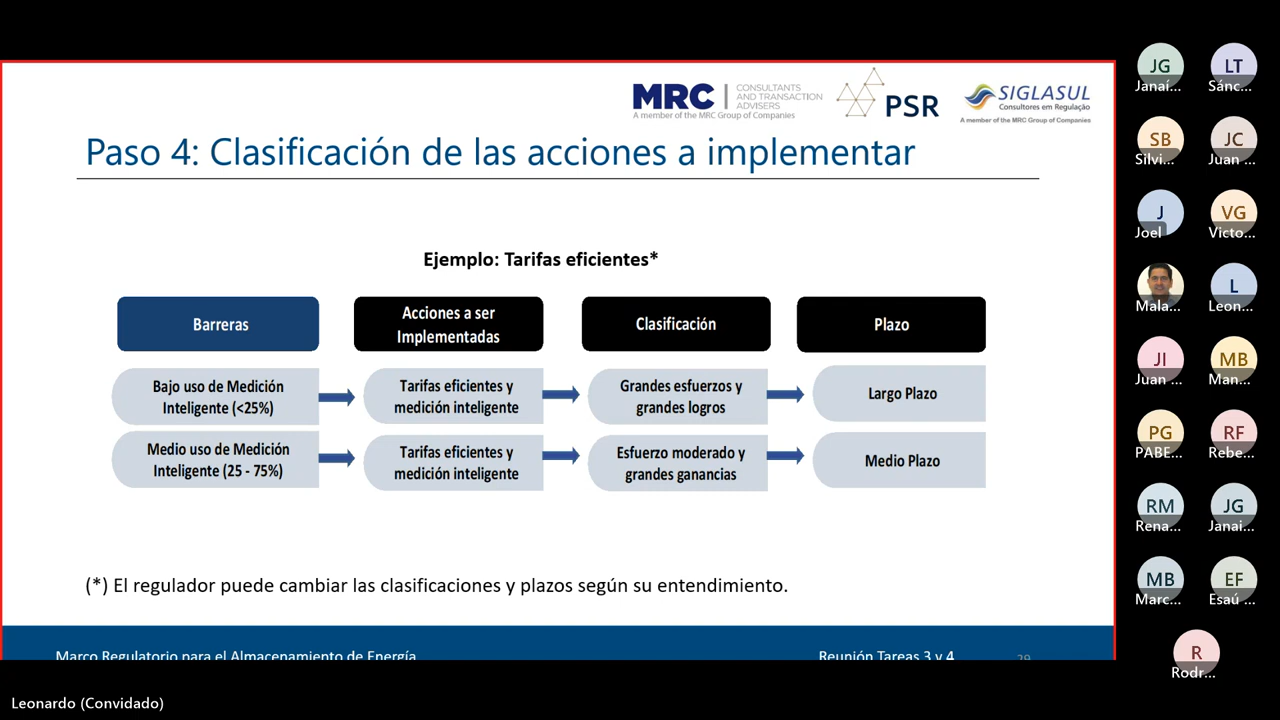 MRC
CONSULTANTS
AND TRANSACTION
ADVISERS
A member of the MRC Group of Companies
PSR
SIGLASUL
Consultores em Regulação
A member of the MRC Group of Companies
Paso 4: Clasificación de las acciones a implementar
Ejemplo: Tarifas eficientes*
Barreras
Acciones a ser
Implementadas
Clasificación
Plazo
Bajo uso de Medición
Inteligente (<25%)
Tarifas eficientes y
medición inteligente
Grandes esfuerzos y
grandes logros
Largo Plazo
Medio uso de Medición
Inteligente (25 - 75%)
Tarifas eficientes y
medición inteligente
Esfuerzo moderado y
grandes ganancias
Medio Plazo
(*) El regulador puede cambiar las clasificaciones y plazos según su entendimiento.
Marco Regulatorio para el Almacenamiento de Energía
Reunión Tareas 3 y 4
29
Leonardo (Convidado)
JG
Janaí...
LT
Sánc...
SB
Silvi...
JC
Juan ...
J
Joel
VG
Victo...
Mala...
L
Leon...
JI
Juan ...
MB
Man...
PG
PABE...
RF
Rebe...
RM
Rena...
JG
Janai...
MB
Marc...
EF
Esaú ...
R
Rodr...